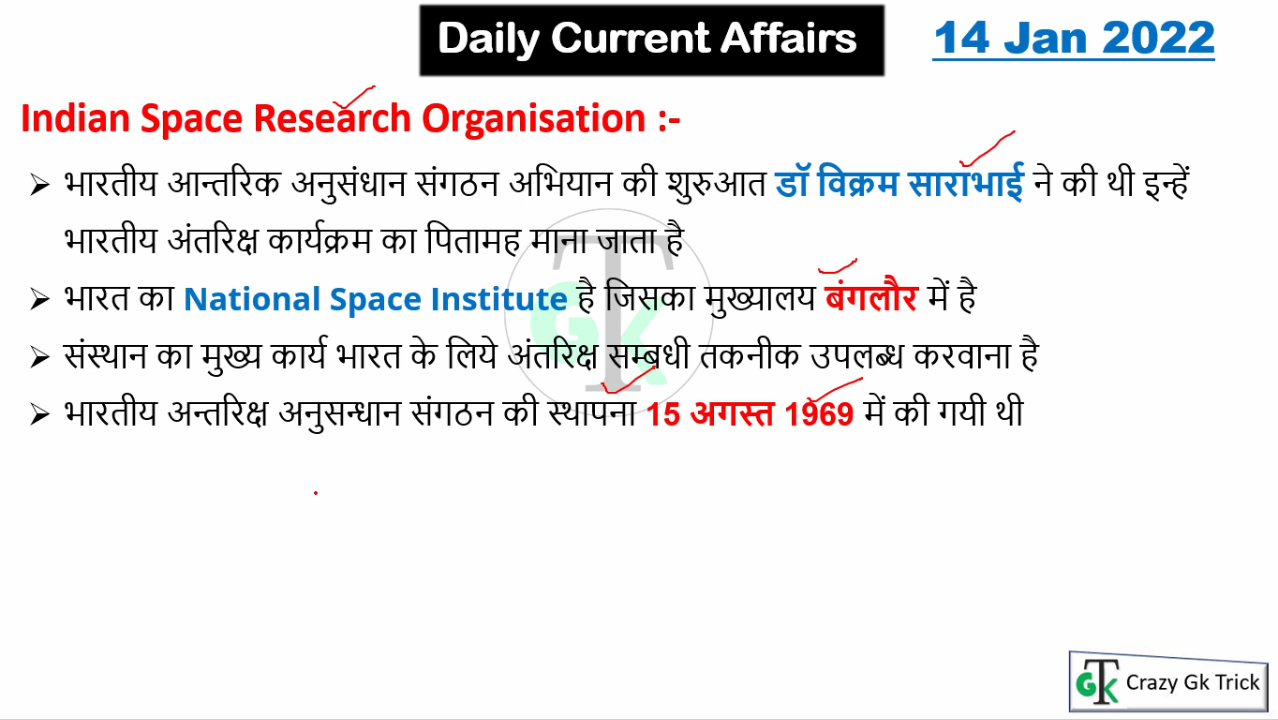 Daily Current Affairs
14 Jan 2022
Indian Space Research Organisation :-
➢ भारतीय आन्तरिक अनुसंधान संगठन अभियान की शुरुआत डॉ विक्रम साराभाई ने की थी इन्हें
भारतीय अंतरिक्ष कार्यक्रम का पितामह माना जाता है
➢ भारत का National Space Institute है जिसका मुख्यालय बंगलौर में है
➢ संस्थान का मुख्य कार्य भारत के लिये अंतरिक्ष सम्बधी तकनीक उपलब्ध करवाना है
➢ भारतीय अन्तरिक्ष अनुसन्धान संगठन की स्थापना 15 अगस्त 1969 में की गयी थी
GTK
GTK Crazy Gk Trick